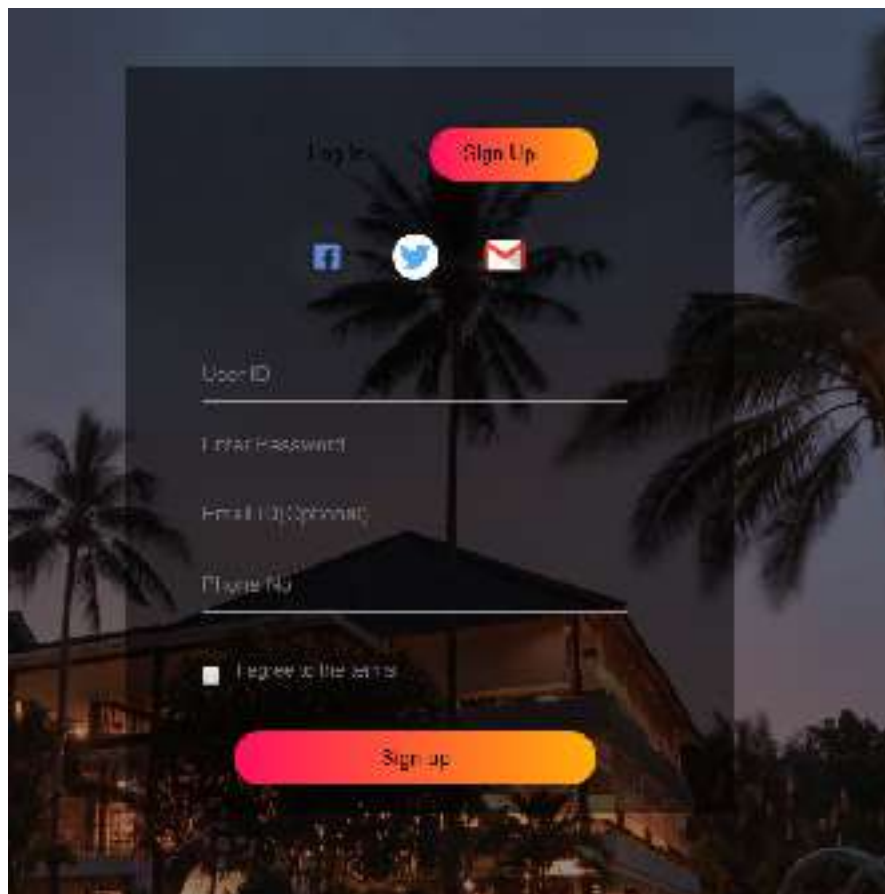 Log In
Sign Up
User ID
Enter Password
Email ID(Optional)
Phone No
I agree to the terms
Sign up